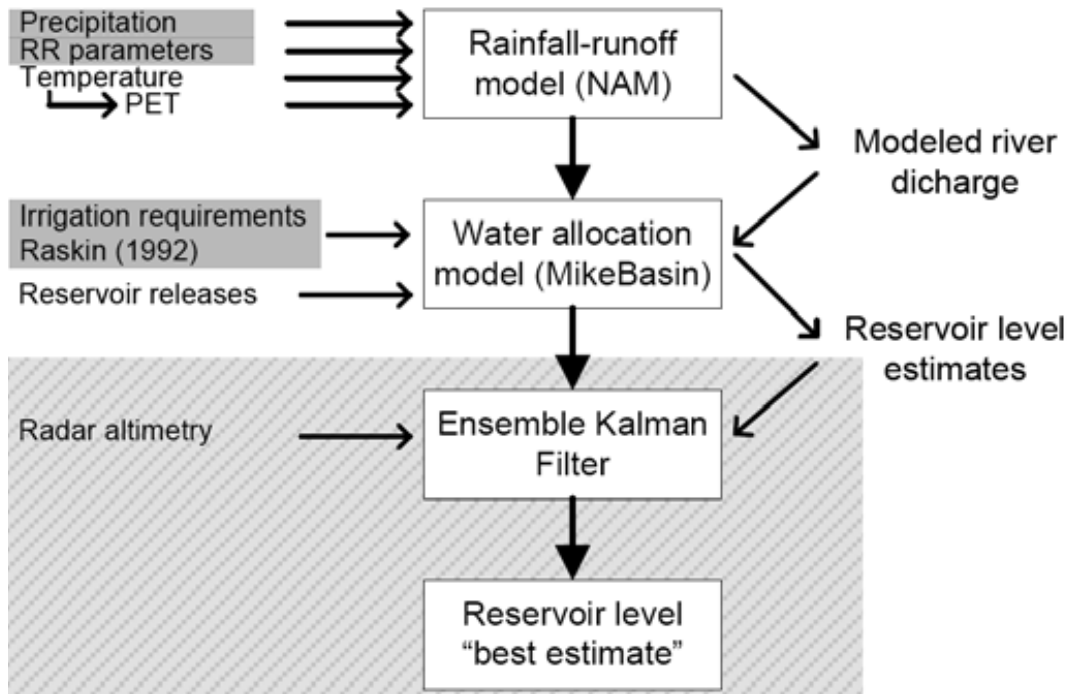 Precipitation
RR parameters
Temperature
PET
Rainfall-runoff
model (NAM)
Modeled river
dicharge
Irrigation requirements
Raskin (1992)
Reservoir releases
Water allocation
model (MikeBasin)
Reservoir level
estimates
Radar altimetry
Ensemble Kalman
Filter
Reservoir level
“best estimate”